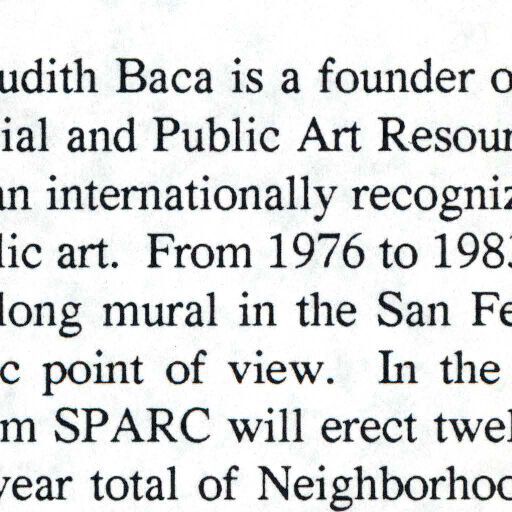 udith Baca is a founder o
ial and Public Art Resour
an internationally recogniz
lic art. From 1976 to 1983
long mural in the San Fe
c point of view. In the
m SPARC will erect twel
year total of Neighborhoo